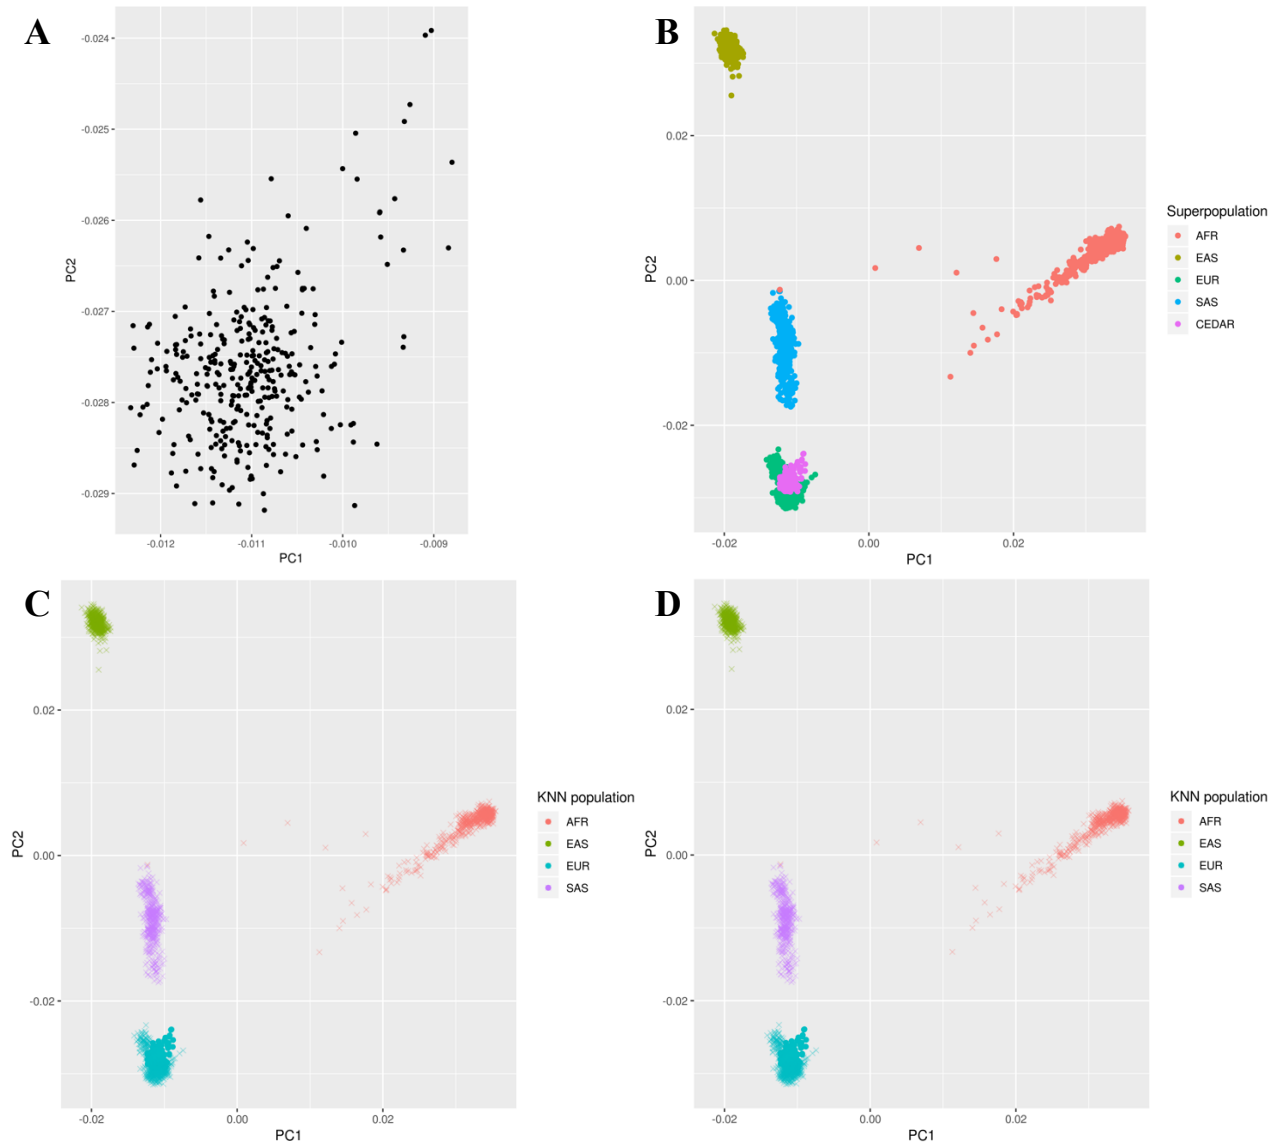 A
-0.024
-0.025
-0.026
-0.027
-0.028
-0.029
PC2
-0.012
-0.011
-0.010
-0.009
PC1
B
0.02
0.00
-0.02
PC2
-0.02
0.00
0.02
PC1
Superpopulation
AFR
EAS
EUR
SAS
CEDAR
C
0.02
0.00
-0.02
PC2
-0.02
0.00
0.02
PC1
KNN population
AFR
EAS
EUR
SAS
D
0.02
0.00
-0.02
PC2
-0.02
0.00
0.02
PC1
KNN population
AFR
EAS
EUR
SAS